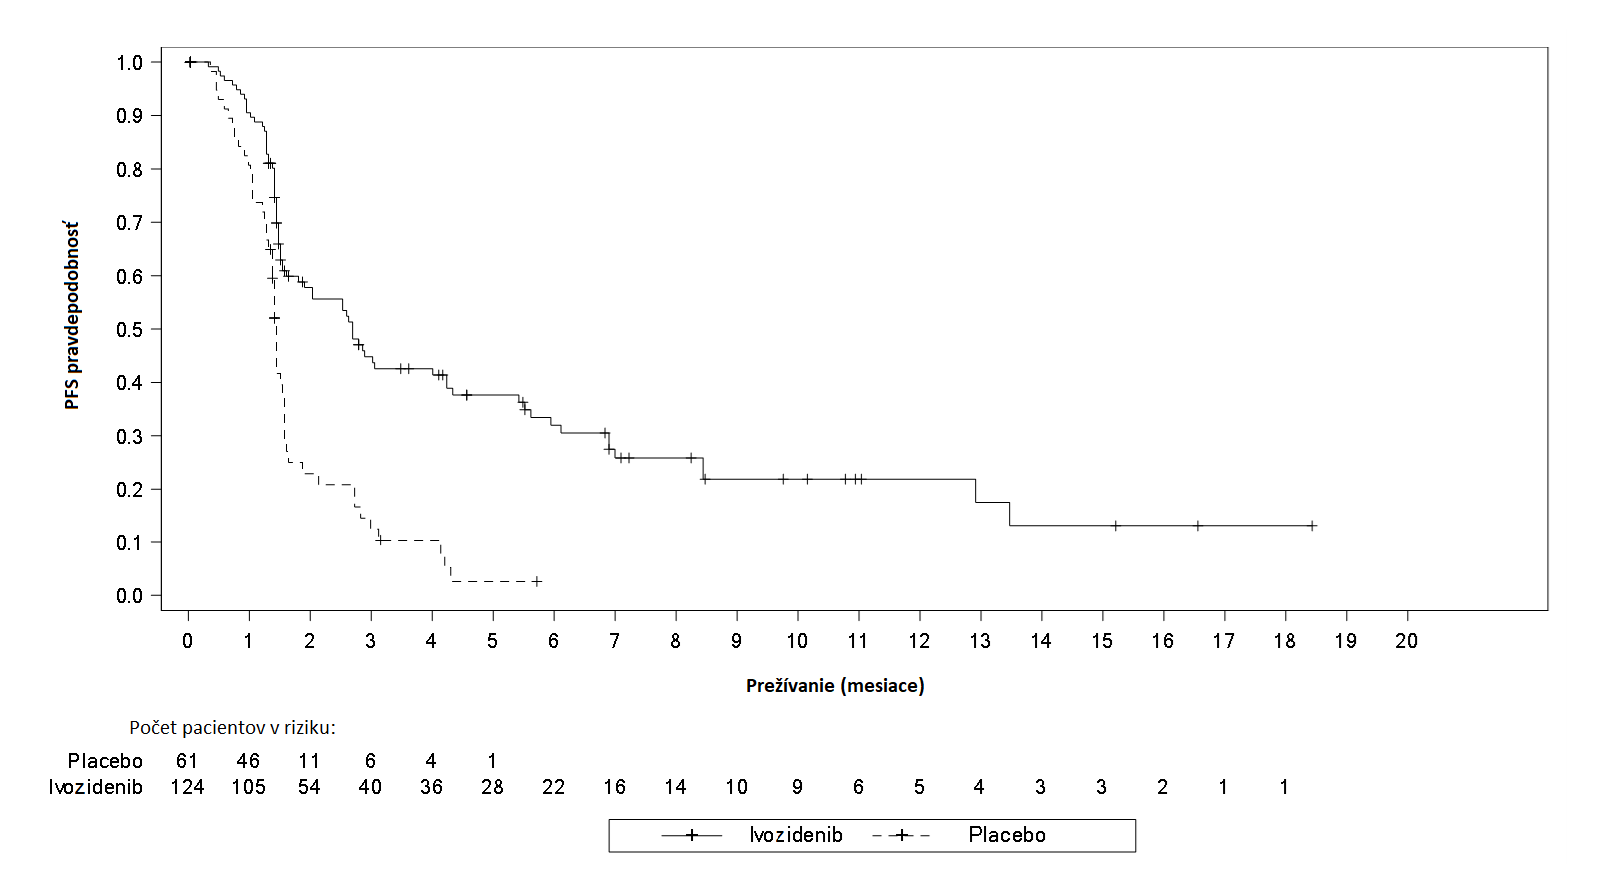 1.0
0.9
0.8
0.7
0.6
0.5
0.4
0.3
0.2
0.1
0.0
PFS pravdepodobnosť
0 1 2 3 4 5 6 7 8 9 10 11 12 13 14 15 16 17 18 19 20
Prežívanie (mesiace)
Počet pacientov v riziku:
Placebo 61 46 11 6 4 1
Ivozidenib 124 105 54 40 36 28 22 16 14 10 9 6 5 4 3 3 2 1 1
Ivozidenib Placebo